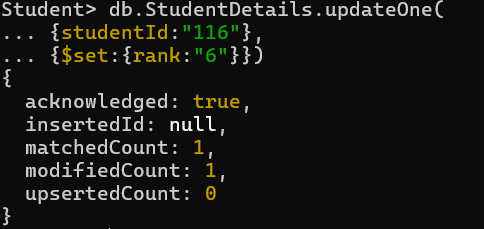 Student> db.StudentDetails.updateOne(
... {studentId:"116"},
... {$set:{rank:"6"}})
{
  acknowledged: true,
  insertedId: null,
  matchedCount: 1,
  modifiedCount: 1,
  upsertedCount: 0
}